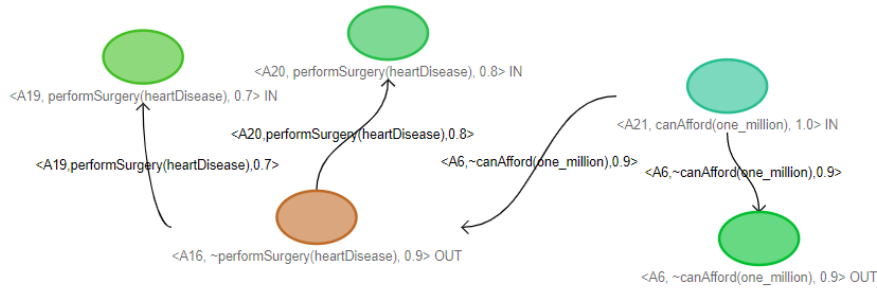 <A20, performSurgery(heartDisease), 0.8> IN
<A19, performSurgery(heartDisease), 0.7> IN
<A21, canAfford(one_million), 1.0> IN
<A20,performSurgery(heartDisease),0.8>
<A19,performSurgery(heartDisease),0.7>
<A6,~canAfford(one_million),0.9>
<A6,~canAfford(one_million),0.9>
<A16, ~performSurgery(heartDisease), 0.9> OUT
<A6, ~canAfford(one_million), 0.9> OUT